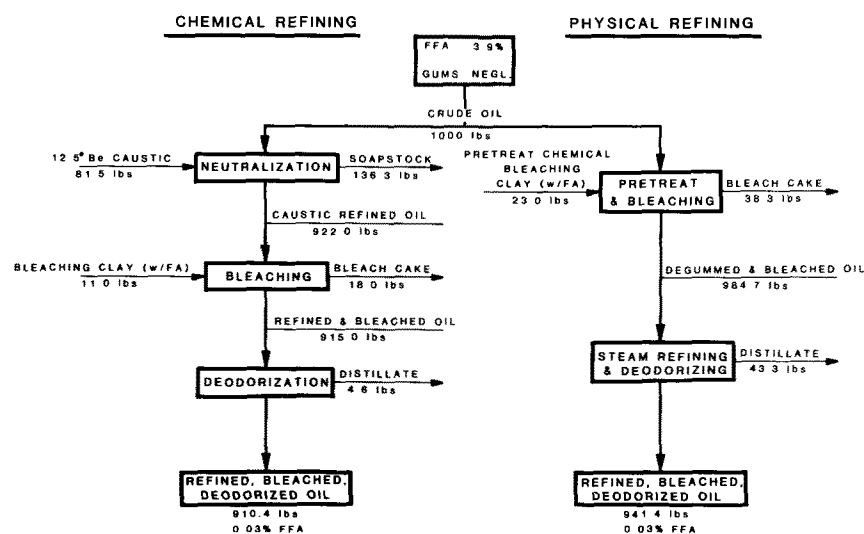 CHEMICAL REFINING
PHYSICAL REFINING
FFA 3 9%
GUMS NEGL.
CRUDE OIL
1000 lbs
12 5° Be CAUSTIC
81.5 lbs
NEUTRALIZATION
SOAPSTOCK
136.3 lbs
CAUSTIC REFINED OIL
922 0 lbs
BLEACHING CLAY (w/FA)
11 0 lbs
BLEACHING
BLEACH CAKE
18 0 lbs
REFINED & BLEACHED OIL
915 0 lbs
DEODORIZATION
DISTILLATE
4 6 lbs
REFINED, BLEACHED,
DEODORIZED OIL
910.4 lbs
0 03% FFA
PRETREAT CHEMICAL
BLEACHING
CLAY (w/FA)
23 0 lbs
PRETREAT
& BLEACHING
BLEACH CAKE
38 3 lbs
DEGUMMED & BLEACHED OIL
984 7 lbs
STEAM REFINING
& DEODORIZING
DISTILLATE
43 3 lbs
REFINED, BLEACHED,
DEODORIZED OIL
941 4 lbs
0 03% FFA